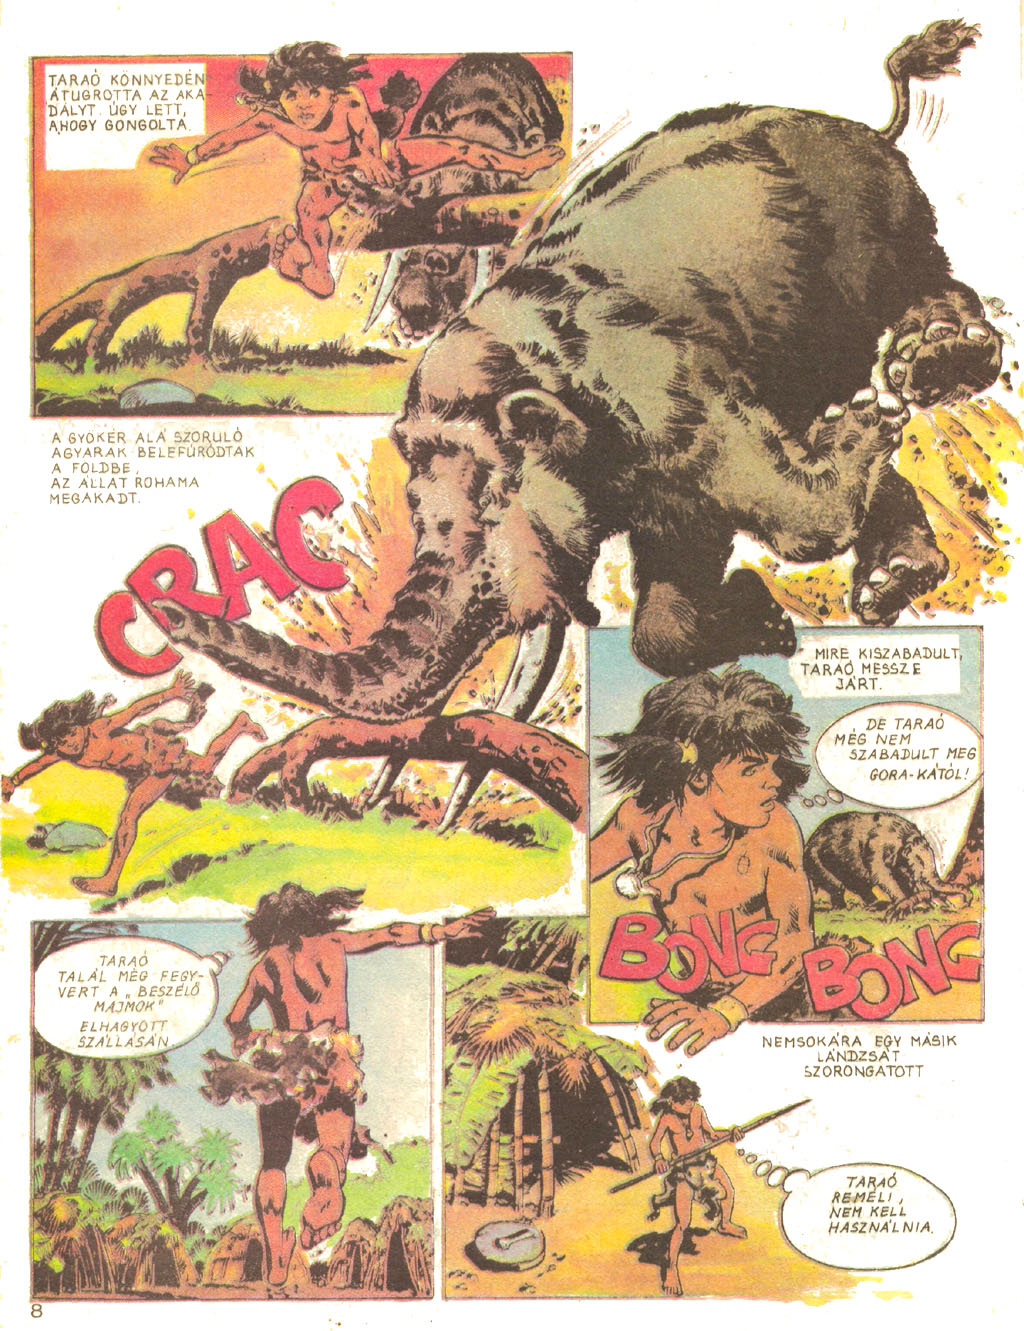 TARAÓ KÖNNYEDÉN
ÁTUGROTTA AZ AKA
DÁLYT. ÚGY LETT,
AHOGY GONGOLTA.
A GYÖKÉR ALÁ SZORULÓ
AGYARAK BELEFÚRÓDTAK
A FÖLDBE,
AZ ÁLLAT ROHAMA
MEGAKADT.
CRAC
MIRE KISZABADULT,
TARAÓ MESSZE
JÁRT.
DE TARAÓ
MÉG NEM
SZABADULT MEG
GORA-KÁTÓL!
BONG
BONG
TARAÓ
TALÁL MÉG FEGY-
VERT A „BESZÉLŐ
MAJMOK"
ELHAGYOTT
SZÁLLÁSÁN.
NEMSOKÁRA EGY MÁSIK
LÁNDZSÁT
SZORONGATOTT
TARAÓ
REMÉLI,
NEM KELL
HASZNÁLNIA.
8